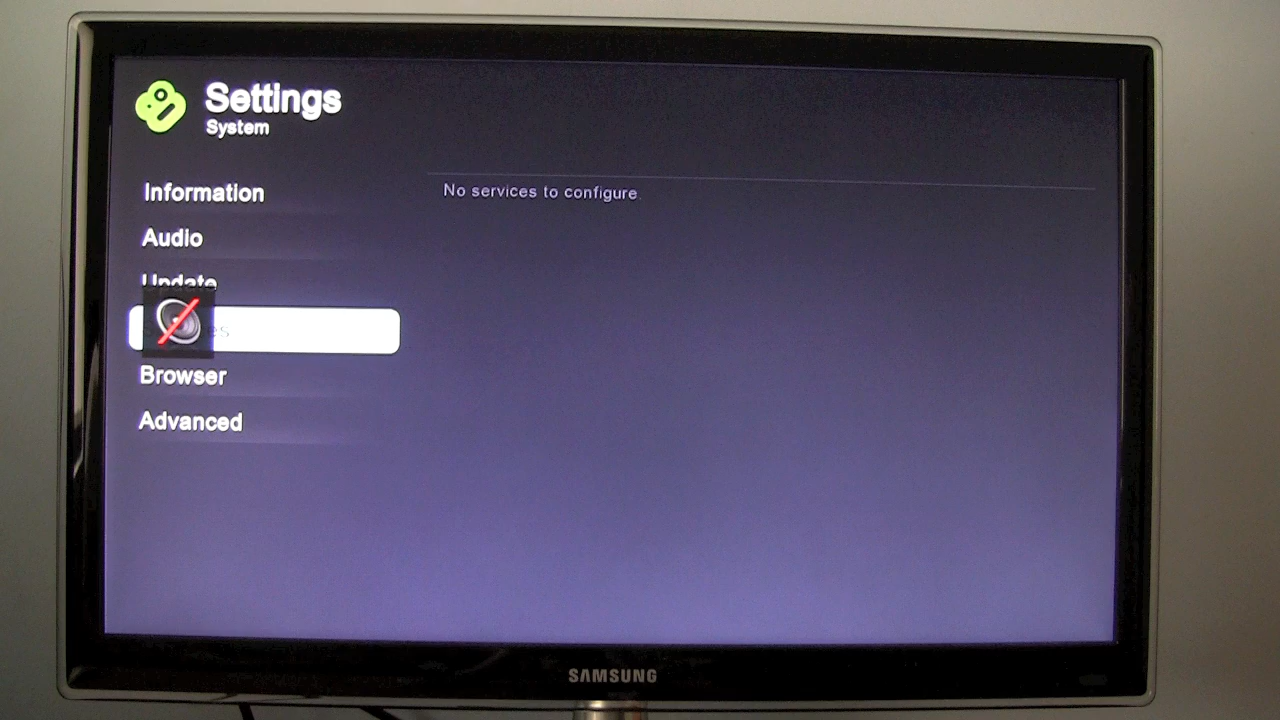 Settings
System
Information
Audio
Update
Browser
Advanced
No services to configure
SAMSUNG